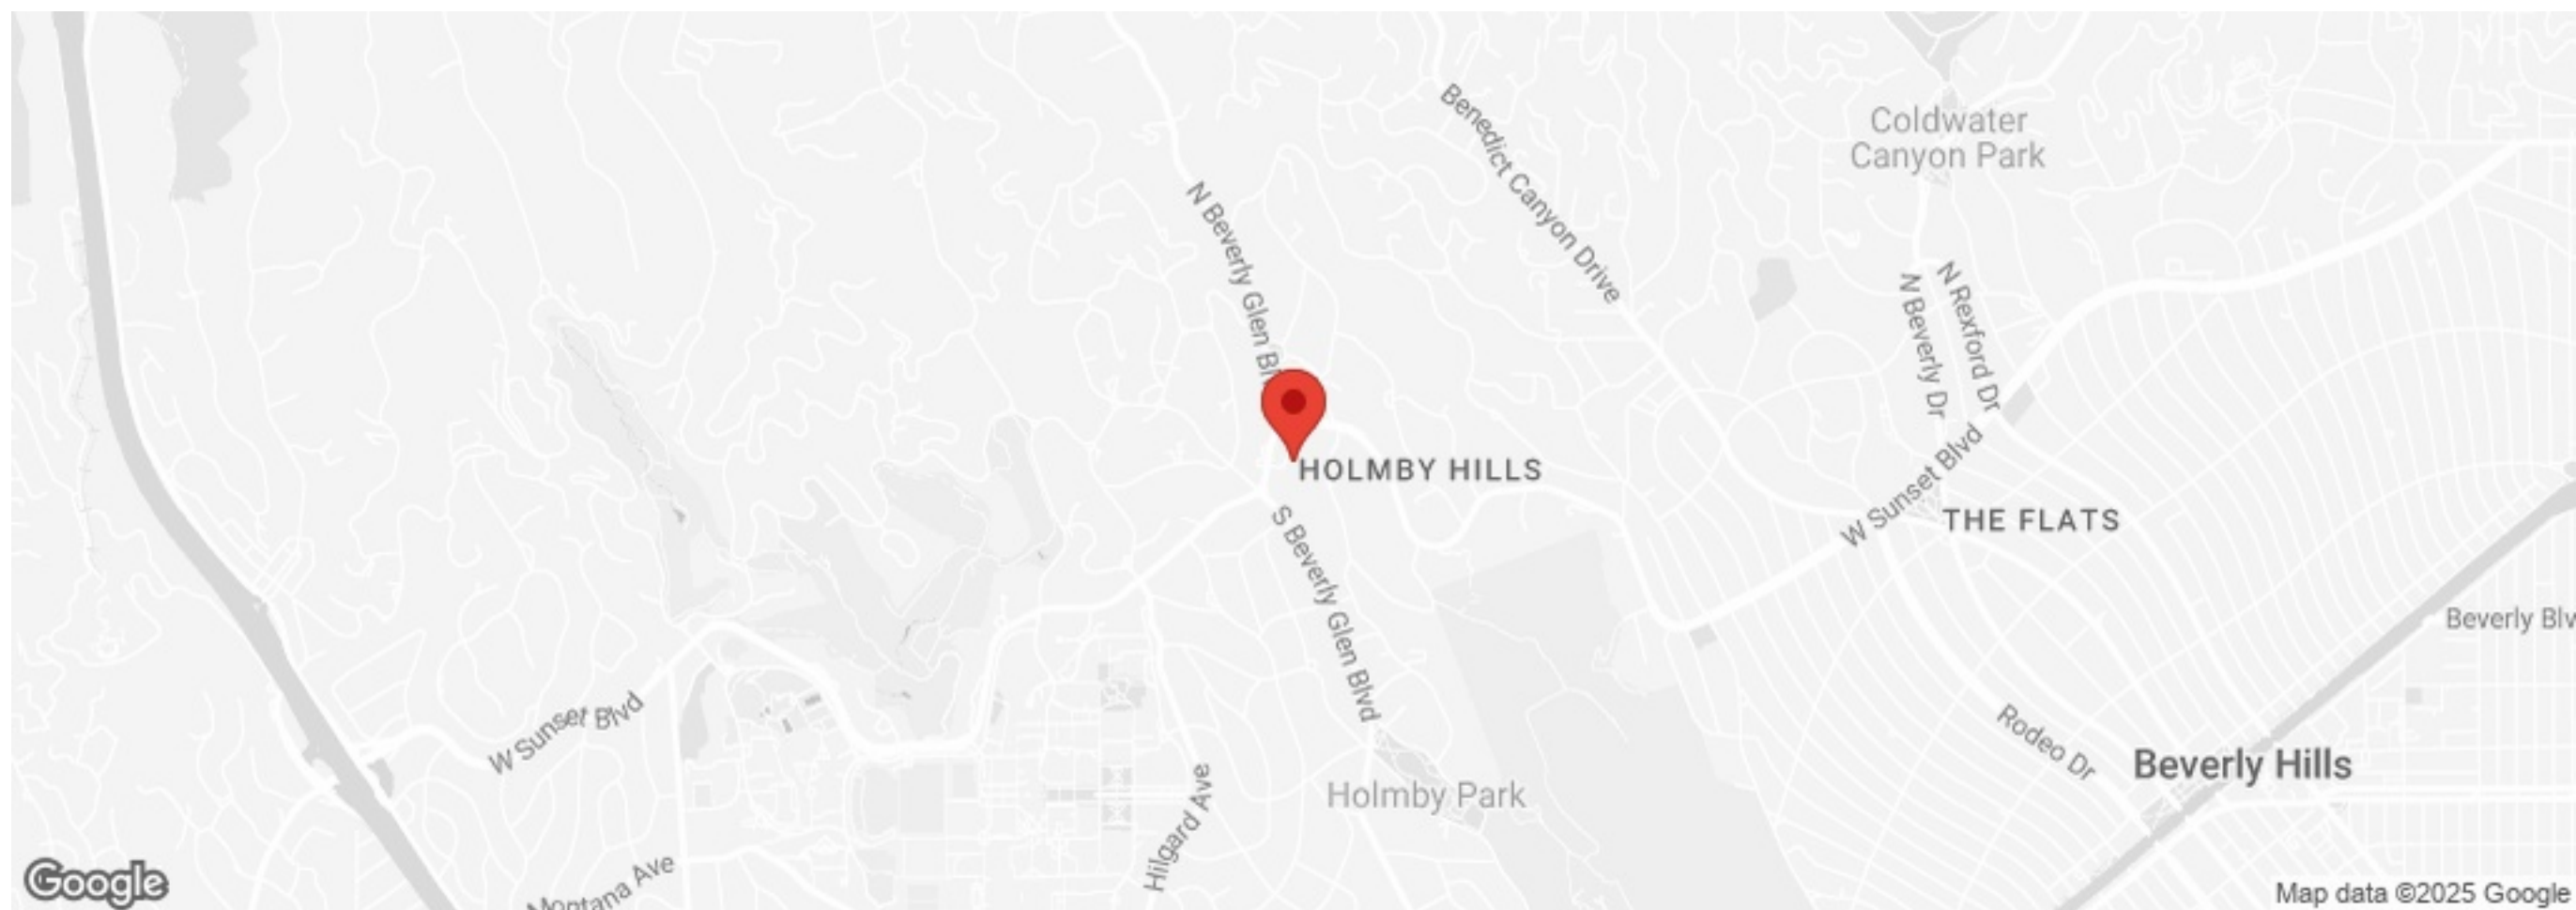 Benedict Canyon Drive
Coldwater
Canyon Park
N Beverly Glen
N Rexford Dr
N Beverly Dr
HOLMBY HILLS
W Sunset Blvd
THE FLATS
S Beverly Glen Blvd
Beverly Blv
W Sunset Blvd
Rodeo Dr
Beverly Hills
Holmby Park
Hilgard Ave
Montana Ave
Google
Map data ©2025 Google